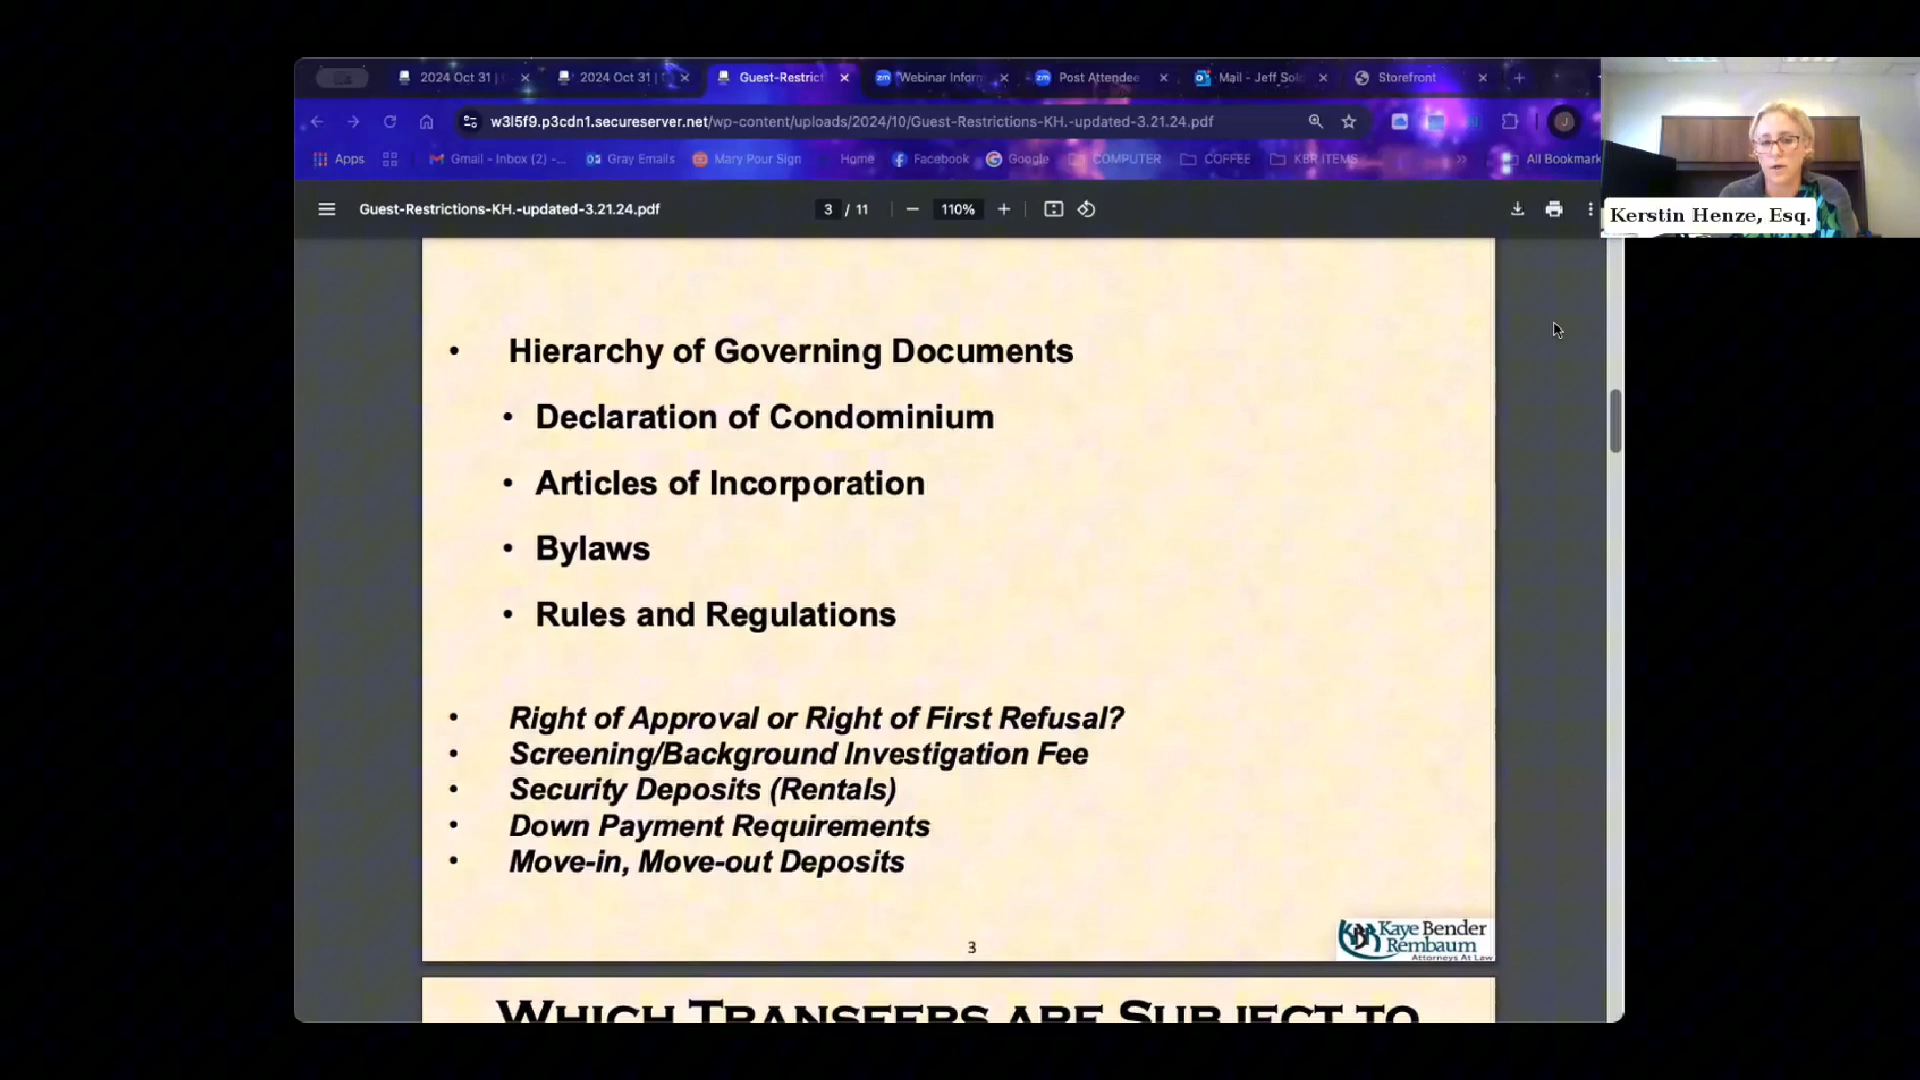 2024 Oct 31 |
2024 Oct 31 |
Guest-Restrict
Webinar Inforn
Post Attendee
Mail - Jeff Sol
Storefront
w3l5f9.p3cdn1.secureserver.net/wp-content/uploads/2024/10/Guest-Restrictions-KH.-updated-3.21.24.pdf
Apps
Gmail - Inbox (2) -...
Gray Emails
Mary Pour Sign
Home
Facebook
Google
COMPUTER
COFFEE
KBR ITEMS
All Bookmark
Guest-Restrictions-KH.-updated-3.21.24.pdf
3 / 11
110%
Kerstin Henze, Esq.
• Hierarchy of Governing Documents
• Declaration of Condominium
• Articles of Incorporation
• Bylaws
• Rules and Regulations
• Right of Approval or Right of First Refusal?
• Screening/Background Investigation Fee
• Security Deposits (Rentals)
• Down Payment Requirements
• Move-in, Move-out Deposits
3
Kaye Bender
Rembaum
Attorneys At Law
WHICH TRANSFERS ARE SUBJECT TO